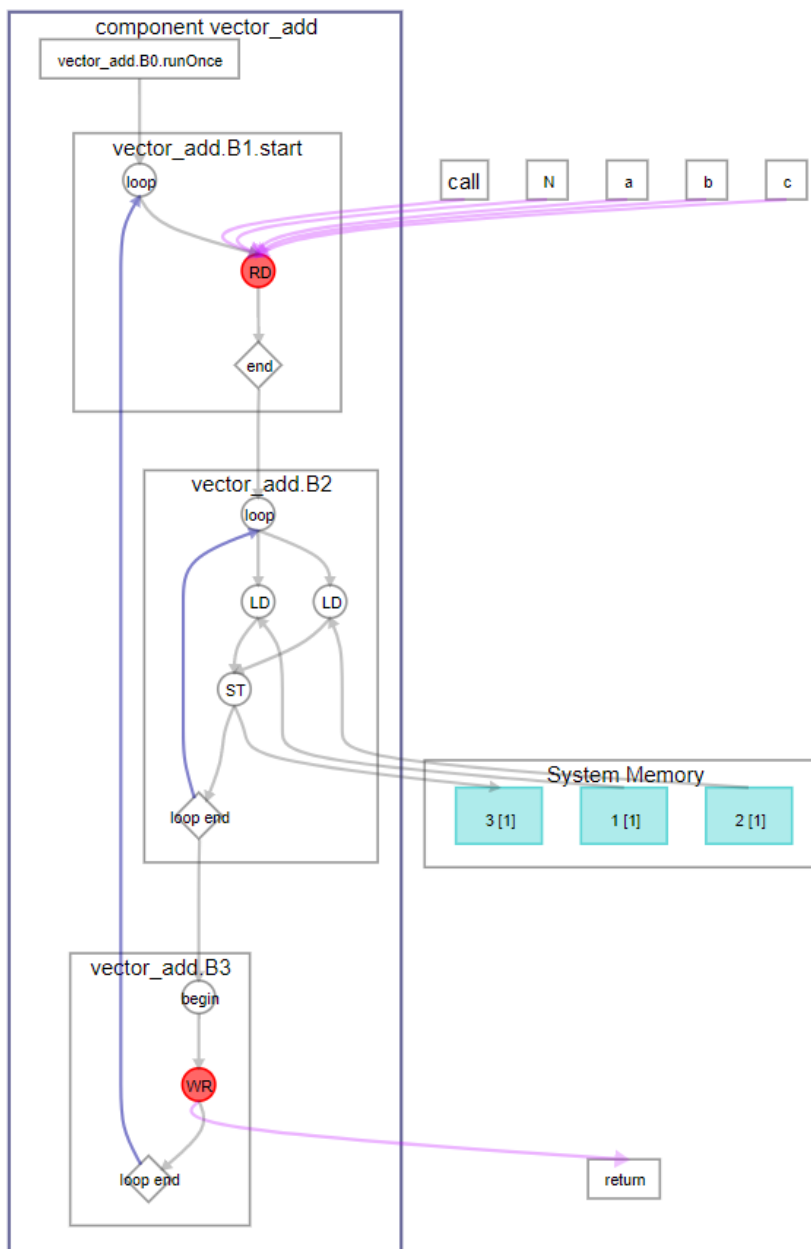 component vector_add
vector_add.B0.runOnce
vector_add.B1.start
loop
call
N
a
b
c
RD
end
vector_add.B2
loop
LD
LD
ST
System Memory
loop end
3 [1]
1 [1]
2 [1]
vector_add.B3
begin
WR
loop end
return